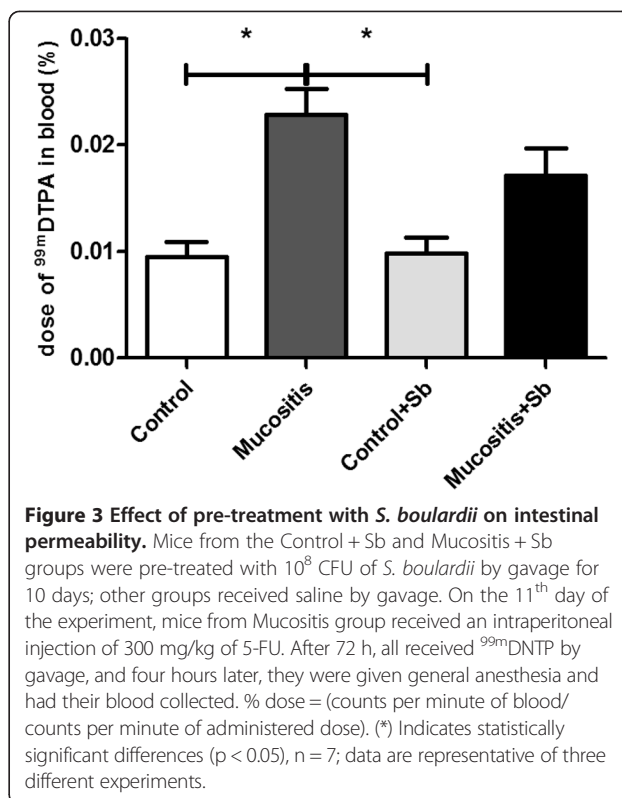 0.03
* *
0.02
0.01
0.00
dose of ⁹⁹ᵐDTPA in blood (%)
Control
Mucositis
Control+Sb
Mucositis+Sb
Figure 3 Effect of pre-treatment with S. boulardii on intestinal
permeability. Mice from the Control + Sb and Mucositis + Sb
groups were pre-treated with 10⁸ CFU of S. boulardii by gavage for
10 days; other groups received saline by gavage. On the 11ᵗʰ day of
the experiment, mice from Mucositis group received an intraperitoneal
injection of 300 mg/kg of 5-FU. After 72 h, all received ⁹⁹ᵐDNTP by
gavage, and four hours later, they were given general anesthesia and
had their blood collected. % dose = (counts per minute of blood/
counts per minute of administered dose). (*) Indicates statistically
significant differences (p < 0.05), n = 7; data are representative of three
different experiments.